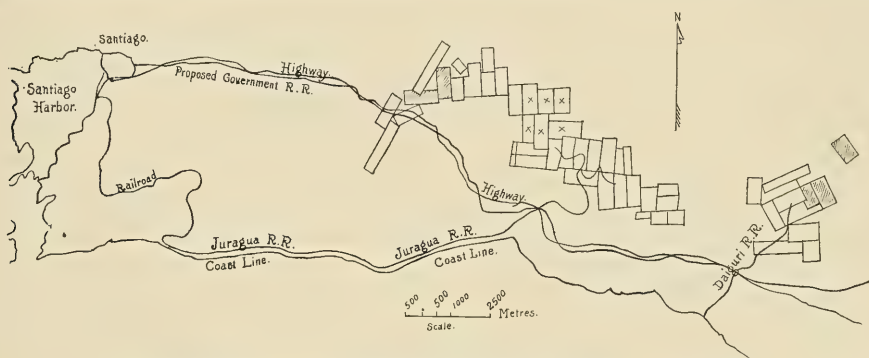 Santiago.
N
Highway.
Proposed Government R.R.
Santiago
Harbor.
× × ×
× × ×
Railroad
Highway.
Juragua R.R.
Coast Line.
Juragua R.R.
Coast Line.
Daiquri R.R.
500 500 1000 2500 Metres.
Scale.